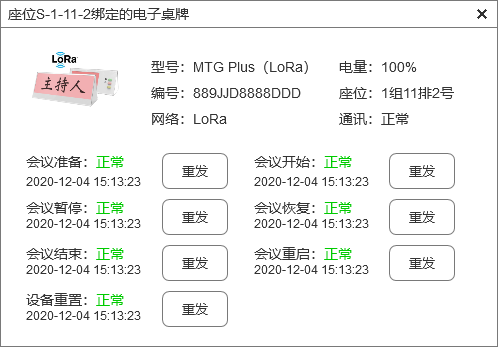 座位S-1-11-2绑定的电子桌牌
LoRa
主持人
型号：MTG Plus（LoRa） 电量：100%
编号：889JJD8888DDD 座位：1组11排2号
网络：LoRa 通讯：正常
会议准备：正常 重发 会议开始：正常 重发
2020-12-04 15:13:23 2020-12-04 15:13:23
会议暂停：正常 重发 会议恢复：正常 重发
2020-12-04 15:13:23 2020-12-04 15:13:23
会议结束：正常 重发 会议重启：正常 重发
2020-12-04 15:13:23 2020-12-04 15:13:23
设备重置：正常 重发
2020-12-04 15:13:23